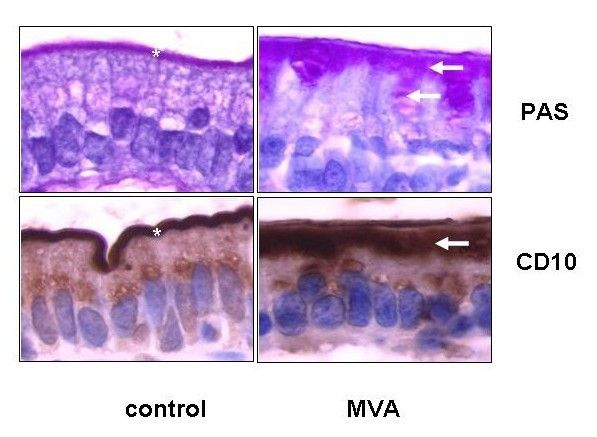 *
PAS
*
CD10
control MVA